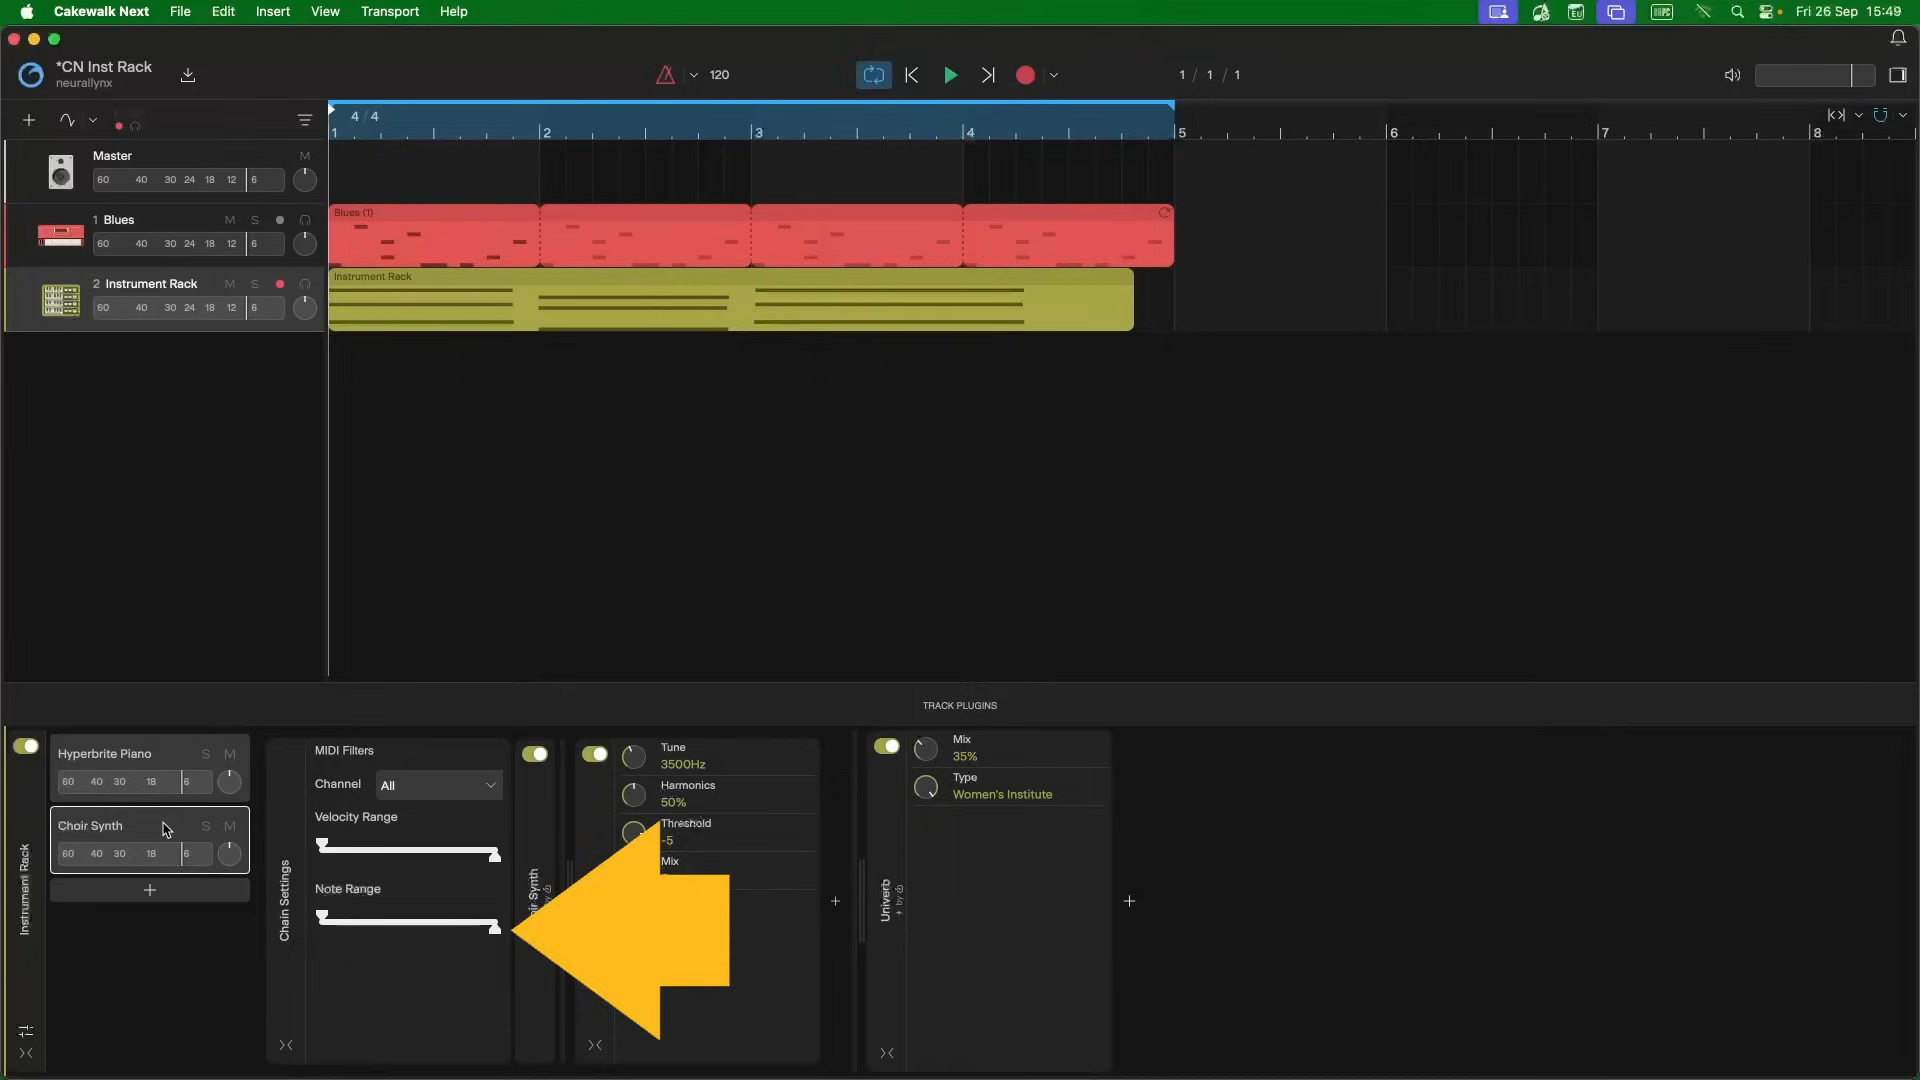 Cakewalk Next File Edit Insert View Transport Help
Fri 26 Sep 15:49
*CN Inst Rack
neurallynx
120
1 / 1 / 1
4 / 4
1 2 3 4 5 6 7 8
Master M
60 40 30 24 18 12 6
1 Blues M S
60 40 30 24 18 12 6
Blues (1)
2 Instrument Rack M S
60 40 30 24 18 12 6
Instrument Rack
TRACK PLUGINS
Instrument Rack
Hyperbrite Piano S M
60 40 30 18 6
Choir Synth S M
60 40 30 18 6
+
Chain Settings
MIDI Filters
Channel All
Velocity Range
Note Range
Tune
3500Hz
Harmonics
50%
Threshold
-5
Mix
+
Univerb
Mix
35%
Type
Women's Institute
+